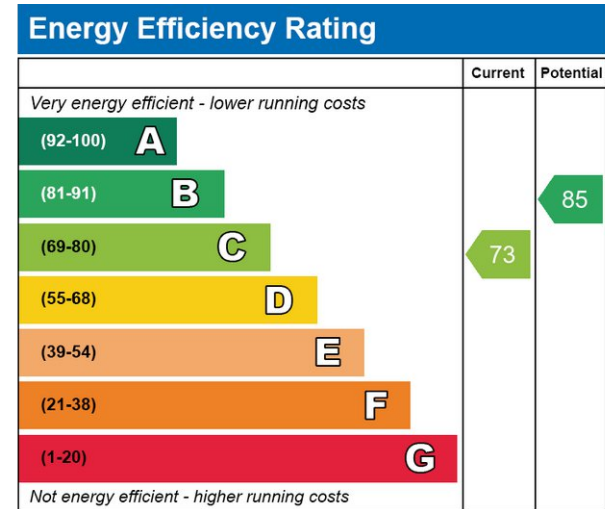 Energy Efficiency Rating
Current Potential
Very energy efficient - lower running costs
(92-100) A
(81-91) B
85
(69-80) C
73
(55-68) D
(39-54) E
(21-38) F
(1-20) G
Not energy efficient - higher running costs